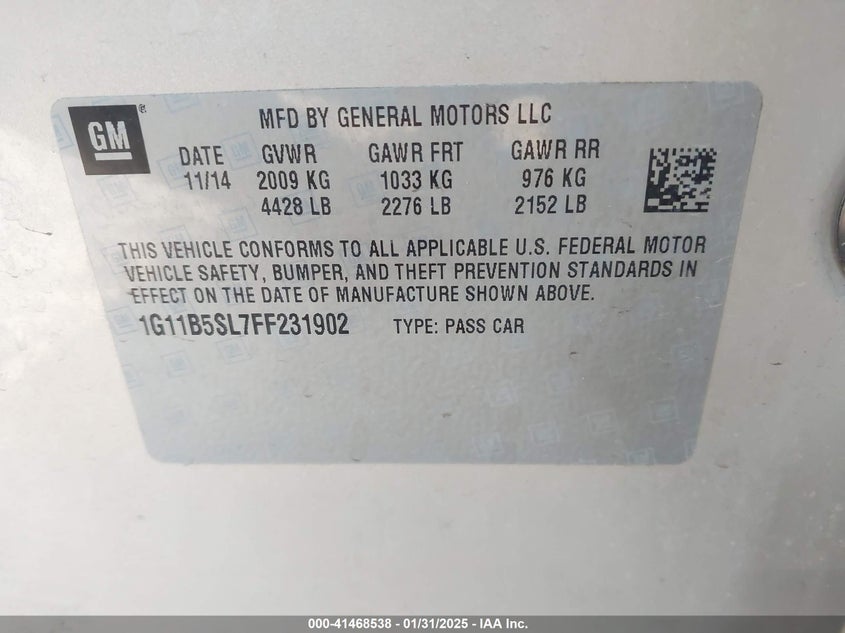 GM ®
MFD BY GENERAL MOTORS LLC
DATE GVWR GAWR FRT GAWR RR
11/14 2009 KG 1033 KG 976 KG
4428 LB 2276 LB 2152 LB
THIS VEHICLE CONFORMS TO ALL APPLICABLE U.S. FEDERAL MOTOR
VEHICLE SAFETY, BUMPER, AND THEFT PREVENTION STANDARDS IN
EFFECT ON THE DATE OF MANUFACTURE SHOWN ABOVE.
1G11B5SL7FF231902 TYPE: PASS CAR
000-41468538 - 01/31/2025 - IAA Inc.